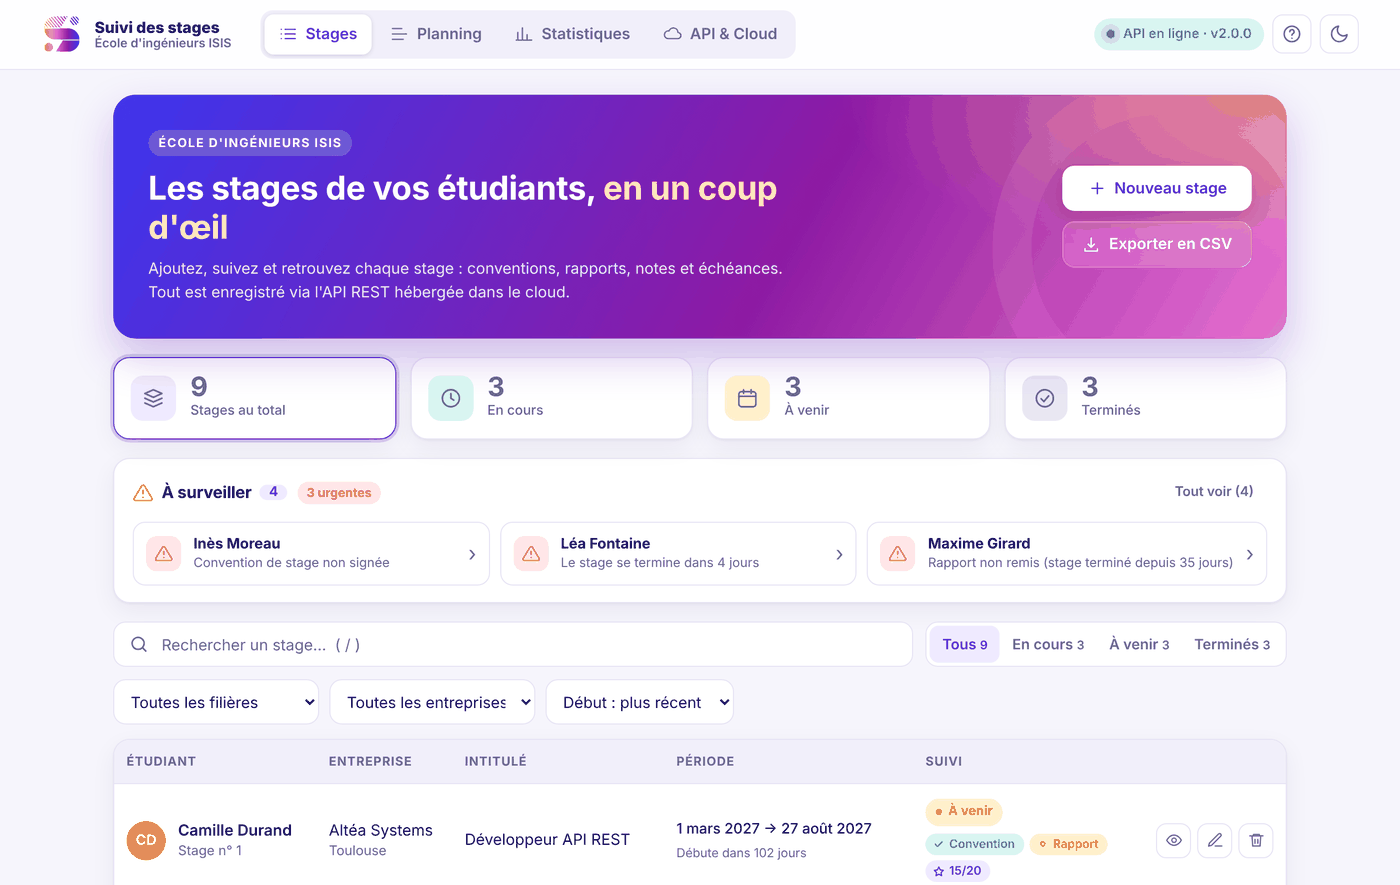 Suivi des stages
École d'ingénieurs ISIS
Stages
Planning
Statistiques
API & Cloud
API en ligne · v2.0.0
ÉCOLE D'INGÉNIEURS ISIS
Les stages de vos étudiants, en un coup
d'œil
Ajoutez, suivez et retrouvez chaque stage : conventions, rapports, notes et échéances.
Tout est enregistré via l'API REST hébergée dans le cloud.
Nouveau stage
Exporter en CSV
9
Stages au total
3
En cours
3
À venir
3
Terminés
À surveiller 4 3 urgentes
Tout voir (4)
Inès Moreau
Convention de stage non signée
Léa Fontaine
Le stage se termine dans 4 jours
Maxime Girard
Rapport non remis (stage terminé depuis 35 jours)
Rechercher un stage... ( / )
Tous 9 En cours 3 À venir 3 Terminés 3
Toutes les filières
Toutes les entreprises
Début : plus récent
ÉTUDIANT ENTREPRISE INTITULÉ PÉRIODE SUIVI
CD
Camille Durand
Stage n° 1
Altéa Systems
Toulouse
Développeur API REST
1 mars 2027 → 27 août 2027
Débute dans 102 jours
À venir
Convention
Rapport
15/20